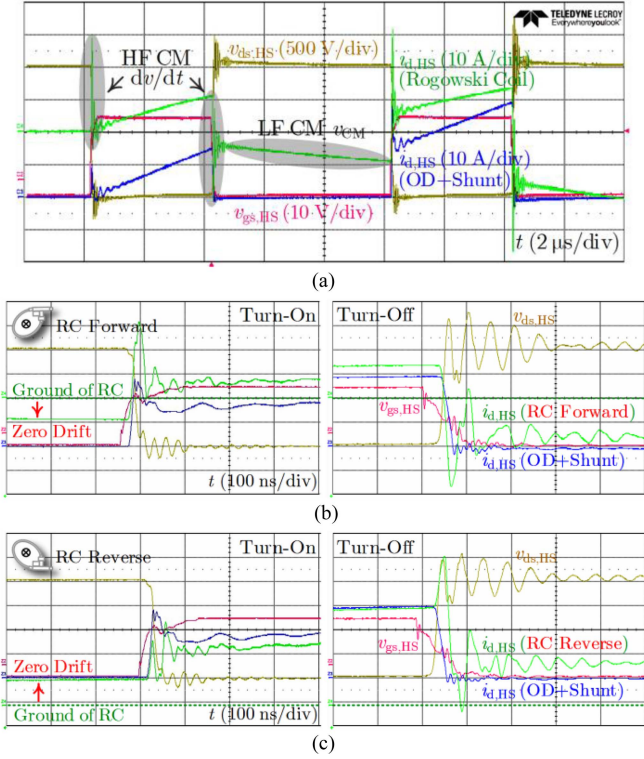 TELEDYNE LECROY
Everywhereyoulook™
HF CM
dv/dt
v_ds,HS (500 V/div)
i_d,HS (10 A/div)
(Rogowski Coil)
LF CM v_CM
i_d,HS (10 A/div)
(OD+Shunt)
v_gs,HS (10 V/div)
t (2 μs/div)
(a)
RC Forward
Turn-On
Ground of RC
Zero Drift
t (100 ns/div)
Turn-Off
v_ds,HS
v_gs,HS
i_d,HS (RC Forward)
i_d,HS (OD+Shunt)
(b)
RC Reverse
Turn-On
Zero Drift
Ground of RC
t (100 ns/div)
Turn-Off
v_ds,HS
v_gs,HS
i_d,HS (RC Reverse)
i_d,HS (OD+Shunt)
(c)